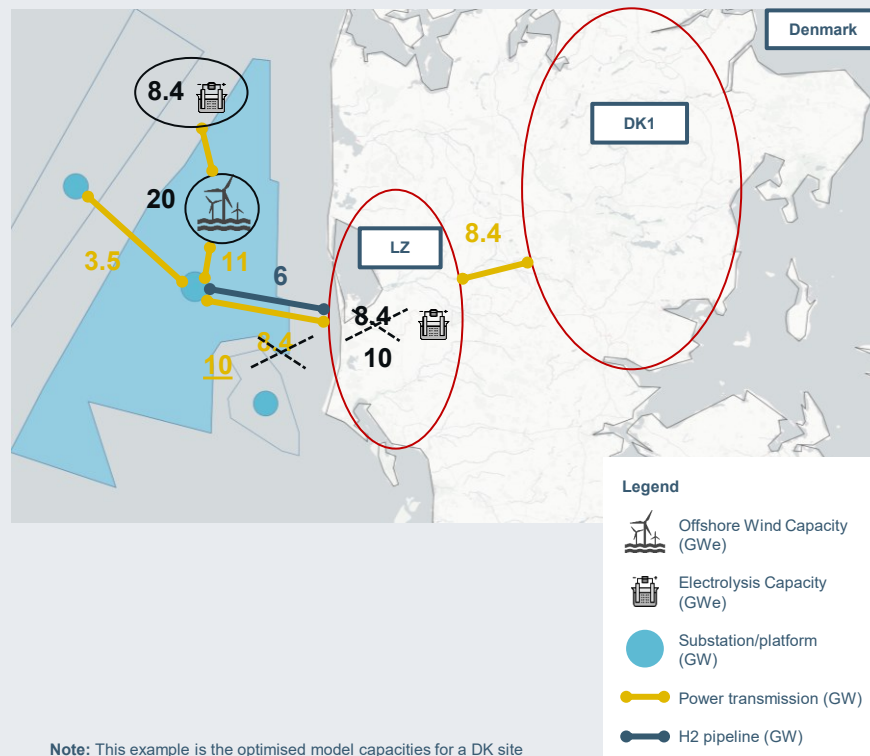 Denmark
8.4
DK1
20
LZ
8.4
3.5
11
6
8.4
8.4
10
10
Legend
Offshore Wind Capacity
(GWe)
Electrolysis Capacity
(GWe)
Substation/platform
(GW)
Power transmission (GW)
H2 pipeline (GW)
Note: This example is the optimised model capacities for a DK site